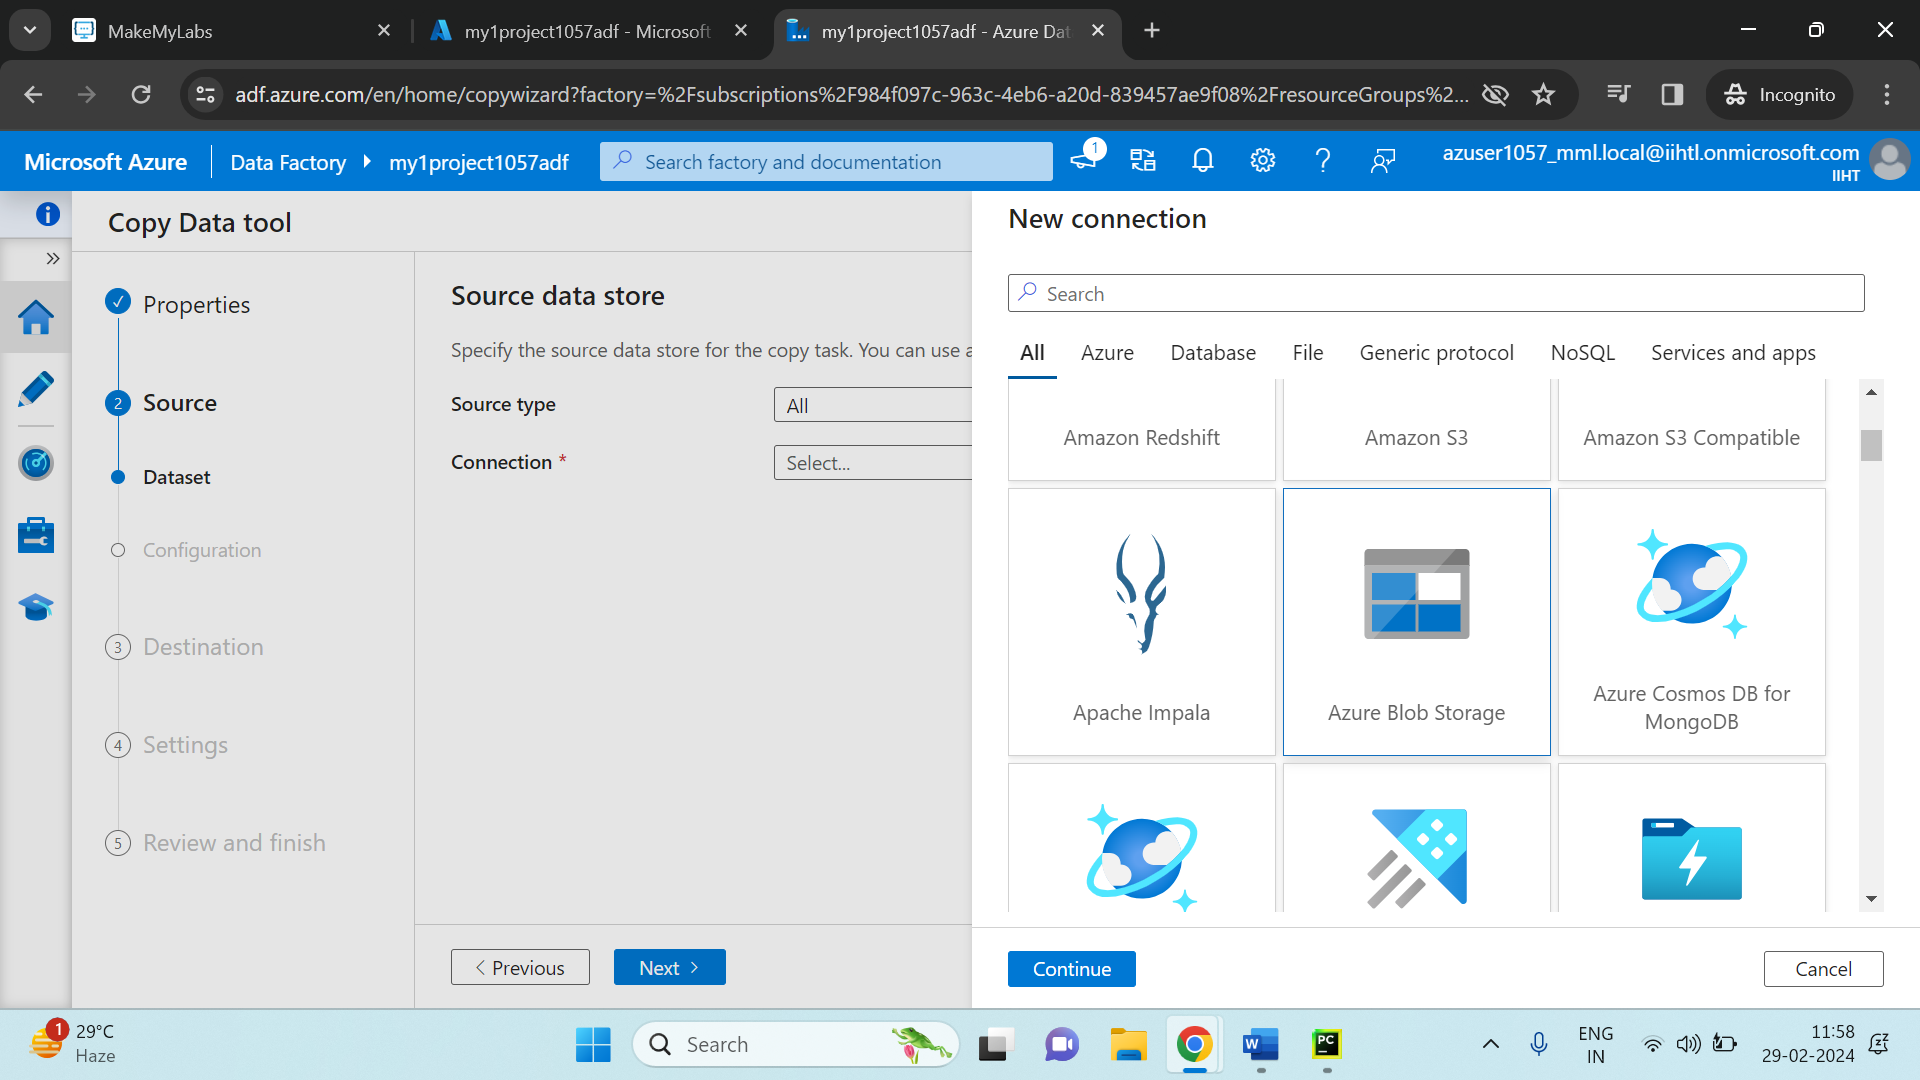 MakeMyLabs
my1project1057adf - Microsoft
my1project1057adf - Azure Dat
adf.azure.com/en/home/copywizard?factory=%2Fsubscriptions%2F984f097c-963c-4eb6-a20d-839457ae9f08%2FresourceGroups%2...
Incognito
Microsoft Azure
Data Factory
my1project1057adf
Search factory and documentation
1
azuser1057_mml.local@iihtl.onmicrosoft.com
IIHT
Copy Data tool
Properties
2 Source
Dataset
Configuration
3 Destination
4 Settings
5 Review and finish
Source data store
Specify the source data store for the copy task. You can use a
Source type
All
Connection *
Select...
Previous
Next
New connection
Search
All Azure Database File Generic protocol NoSQL Services and apps
Amazon Redshift
Amazon S3
Amazon S3 Compatible
Apache Impala
Azure Blob Storage
Azure Cosmos DB for
MongoDB
Continue
Cancel
1
29°C
Haze
Search
W
PC
ENG
IN
11:58
29-02-2024